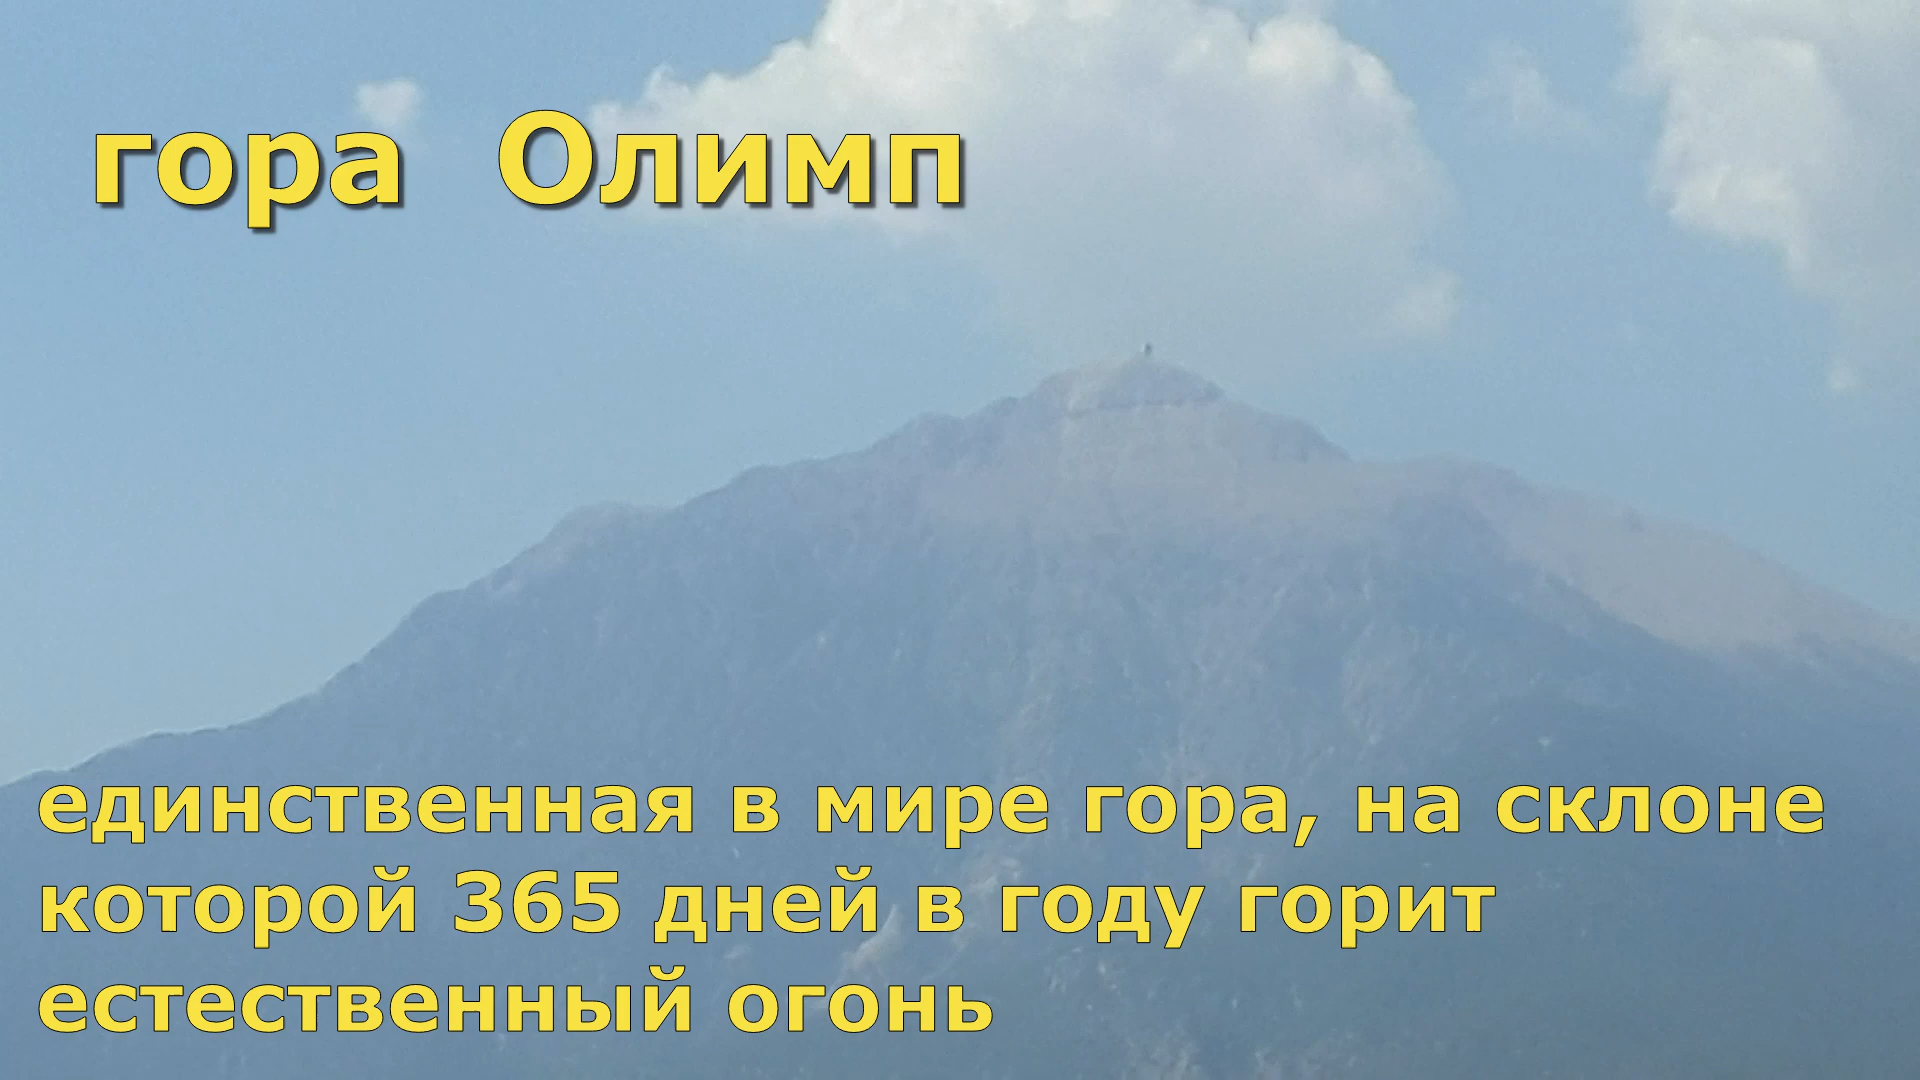 гора Олимп
единственная в мире гора, на склоне
которой 365 дней в году горит
естественный огонь